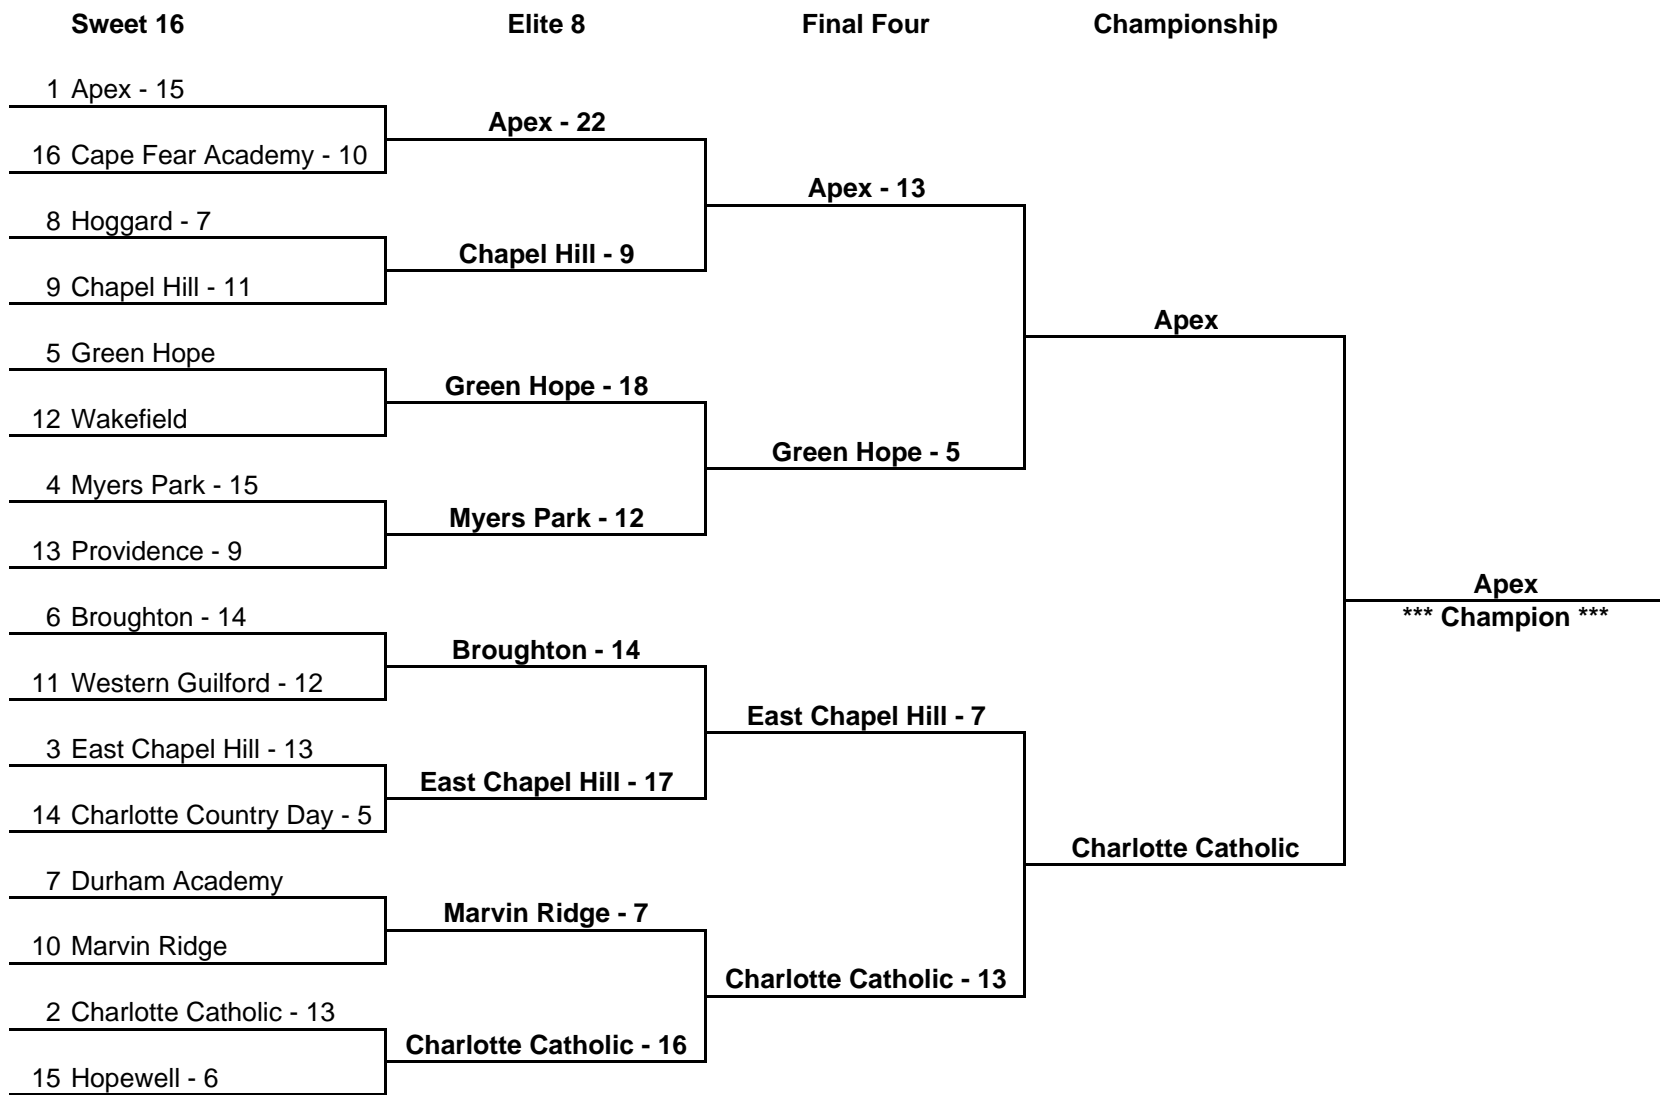 Sweet 16 Elite 8 Final Four Championship
1 Apex - 15
Apex - 22
16 Cape Fear Academy - 10
Apex - 13
8 Hoggard - 7
Chapel Hill - 9
9 Chapel Hill - 11
Apex
5 Green Hope
Green Hope - 18
12 Wakefield
Green Hope - 5
4 Myers Park - 15
Myers Park - 12
13 Providence - 9
Apex
6 Broughton - 14
*** Champion ***
Broughton - 14
11 Western Guilford - 12
East Chapel Hill - 7
3 East Chapel Hill - 13
East Chapel Hill - 17
14 Charlotte Country Day - 5
Charlotte Catholic
7 Durham Academy
Marvin Ridge - 7
10 Marvin Ridge
Charlotte Catholic - 13
2 Charlotte Catholic - 13
Charlotte Catholic - 16
15 Hopewell - 6